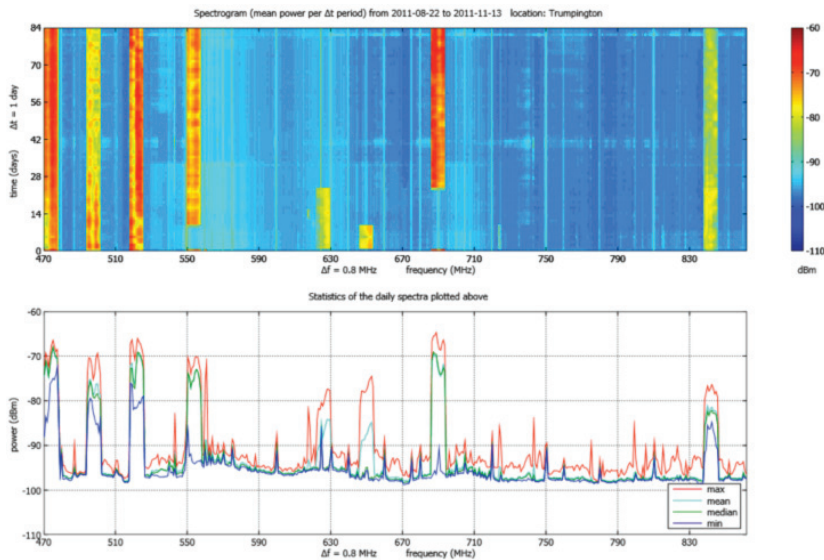 Spectrogram (mean power per Δt period) from 2011-08-22 to 2011-11-13 location: Trumpington
84
70
56
42
28
14
0
time (days) Δt = 1 day
470 510 550 590 630 670 710 750 790 830
Δf = 0.8 MHz frequency (MHz)
-60
-70
-80
-90
-100
-110
dBm
Statistics of the daily spectra plotted above
-60
-70
-80
-90
-100
-110
power (dBm)
max
mean
median
min
470 510 550 590 630 670 710 750 790 830
Δf = 0.8 MHz frequency (MHz)